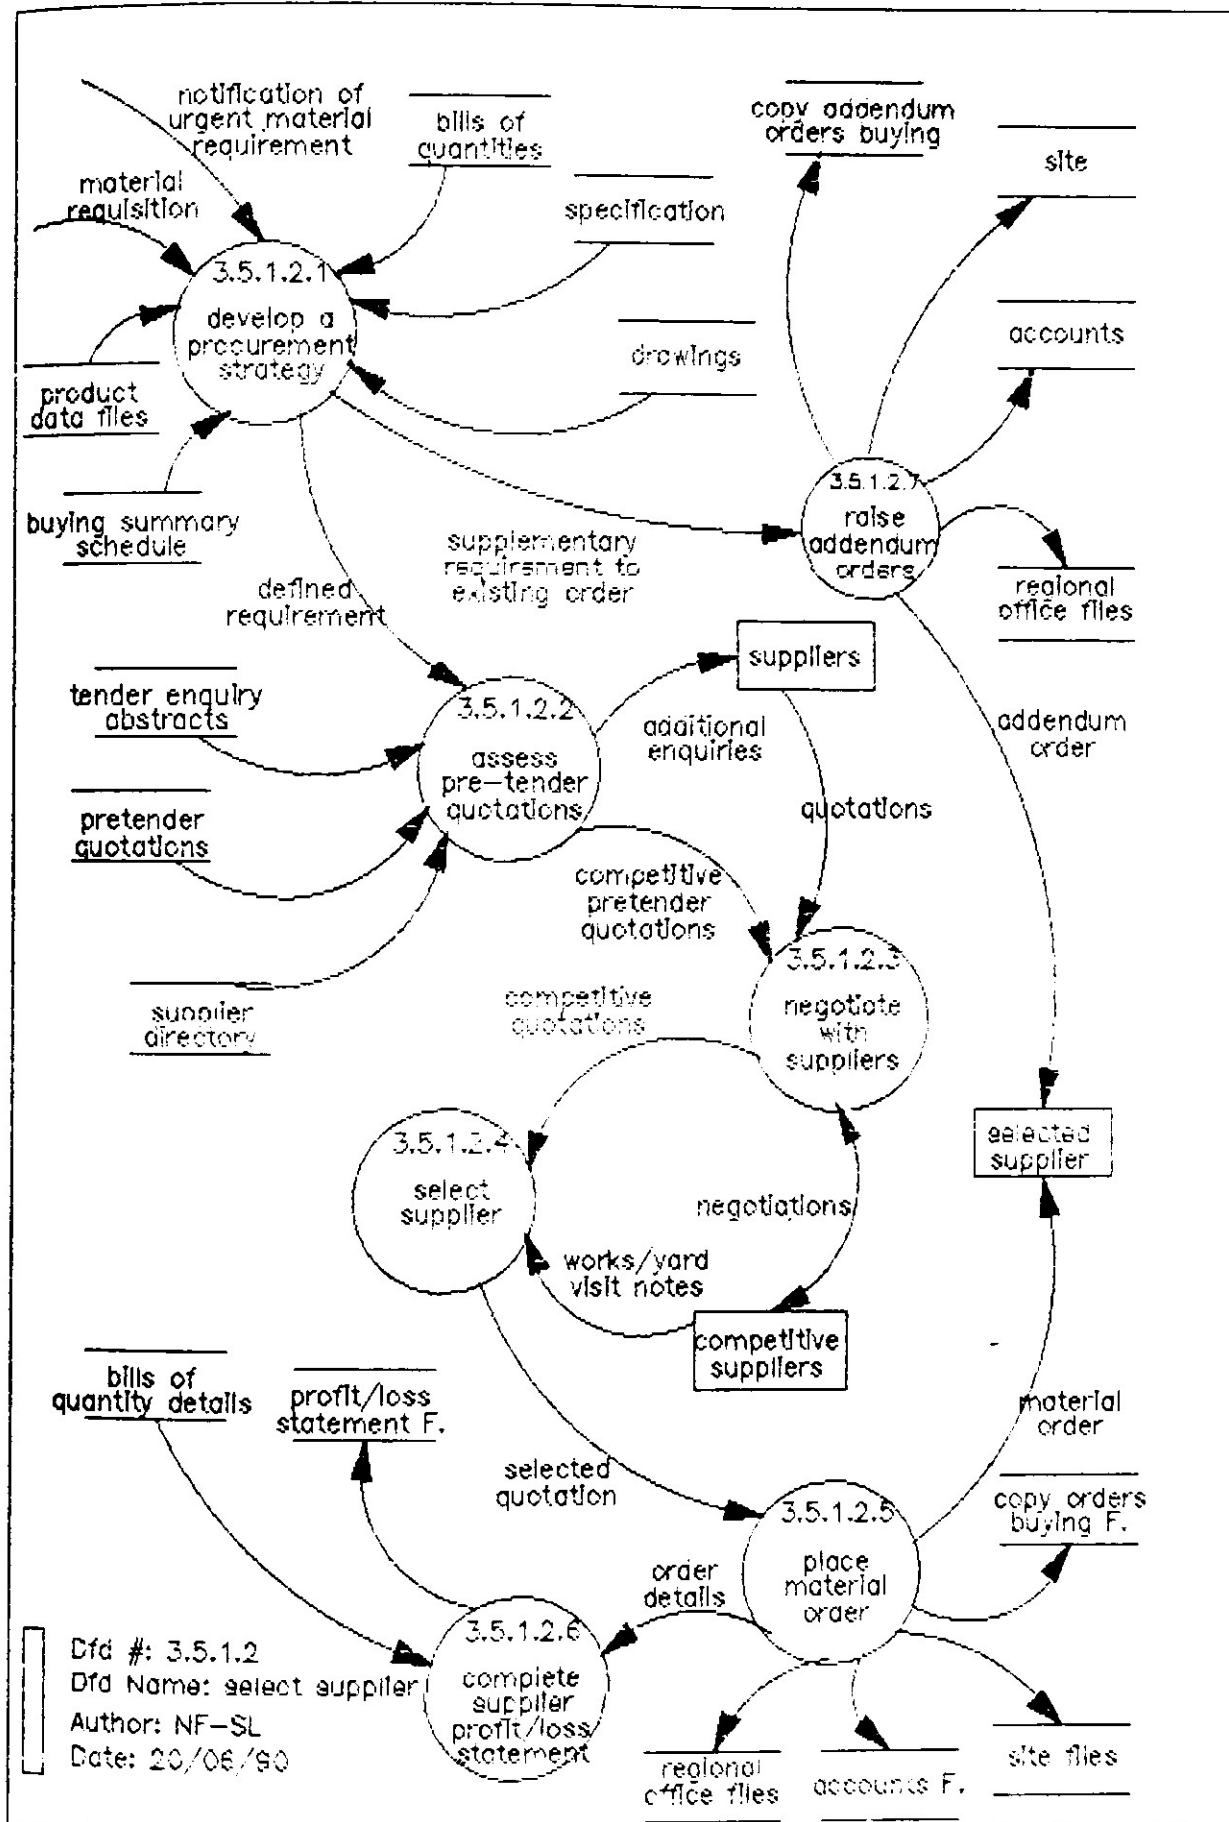 notification of
urgent material
requirement
bills of
quantities
copy addendum
orders buying
site
material
requisition
specification
3.5.1.2.1
develop a
procurement
strategy
drawings
accounts
product
data files
3.5.1.2.7
raise
addendum
orders
buying summary
schedule
supplementary
requirement to
existing order
defined
requirement
regional
office files
suppliers
tender enquiry
abstracts
3.5.1.2.2
assess
pre-tender
quotations
additional
enquiries
addendum
order
pretender
quotations
quotations
competitive
pretender
quotations
3.5.1.2.3
negotiate
with
suppliers
supplier
directory
competitive
quotations
3.5.1.2.4
select
supplier
selected
supplier
negotiations
works/yard
visit notes
competitive
suppliers
bills of
quantity details
profit/loss
statement F.
material
order
selected
quotation
3.5.1.2.5
place
material
order
copy orders
buying F.
order
details
3.5.1.2.6
complete
supplier
profit/loss
statement
Dfd #: 3.5.1.2
Dfd Name: select supplier
Author: NF-SL
Date: 20/06/90
regional
office files
accounts F.
site files